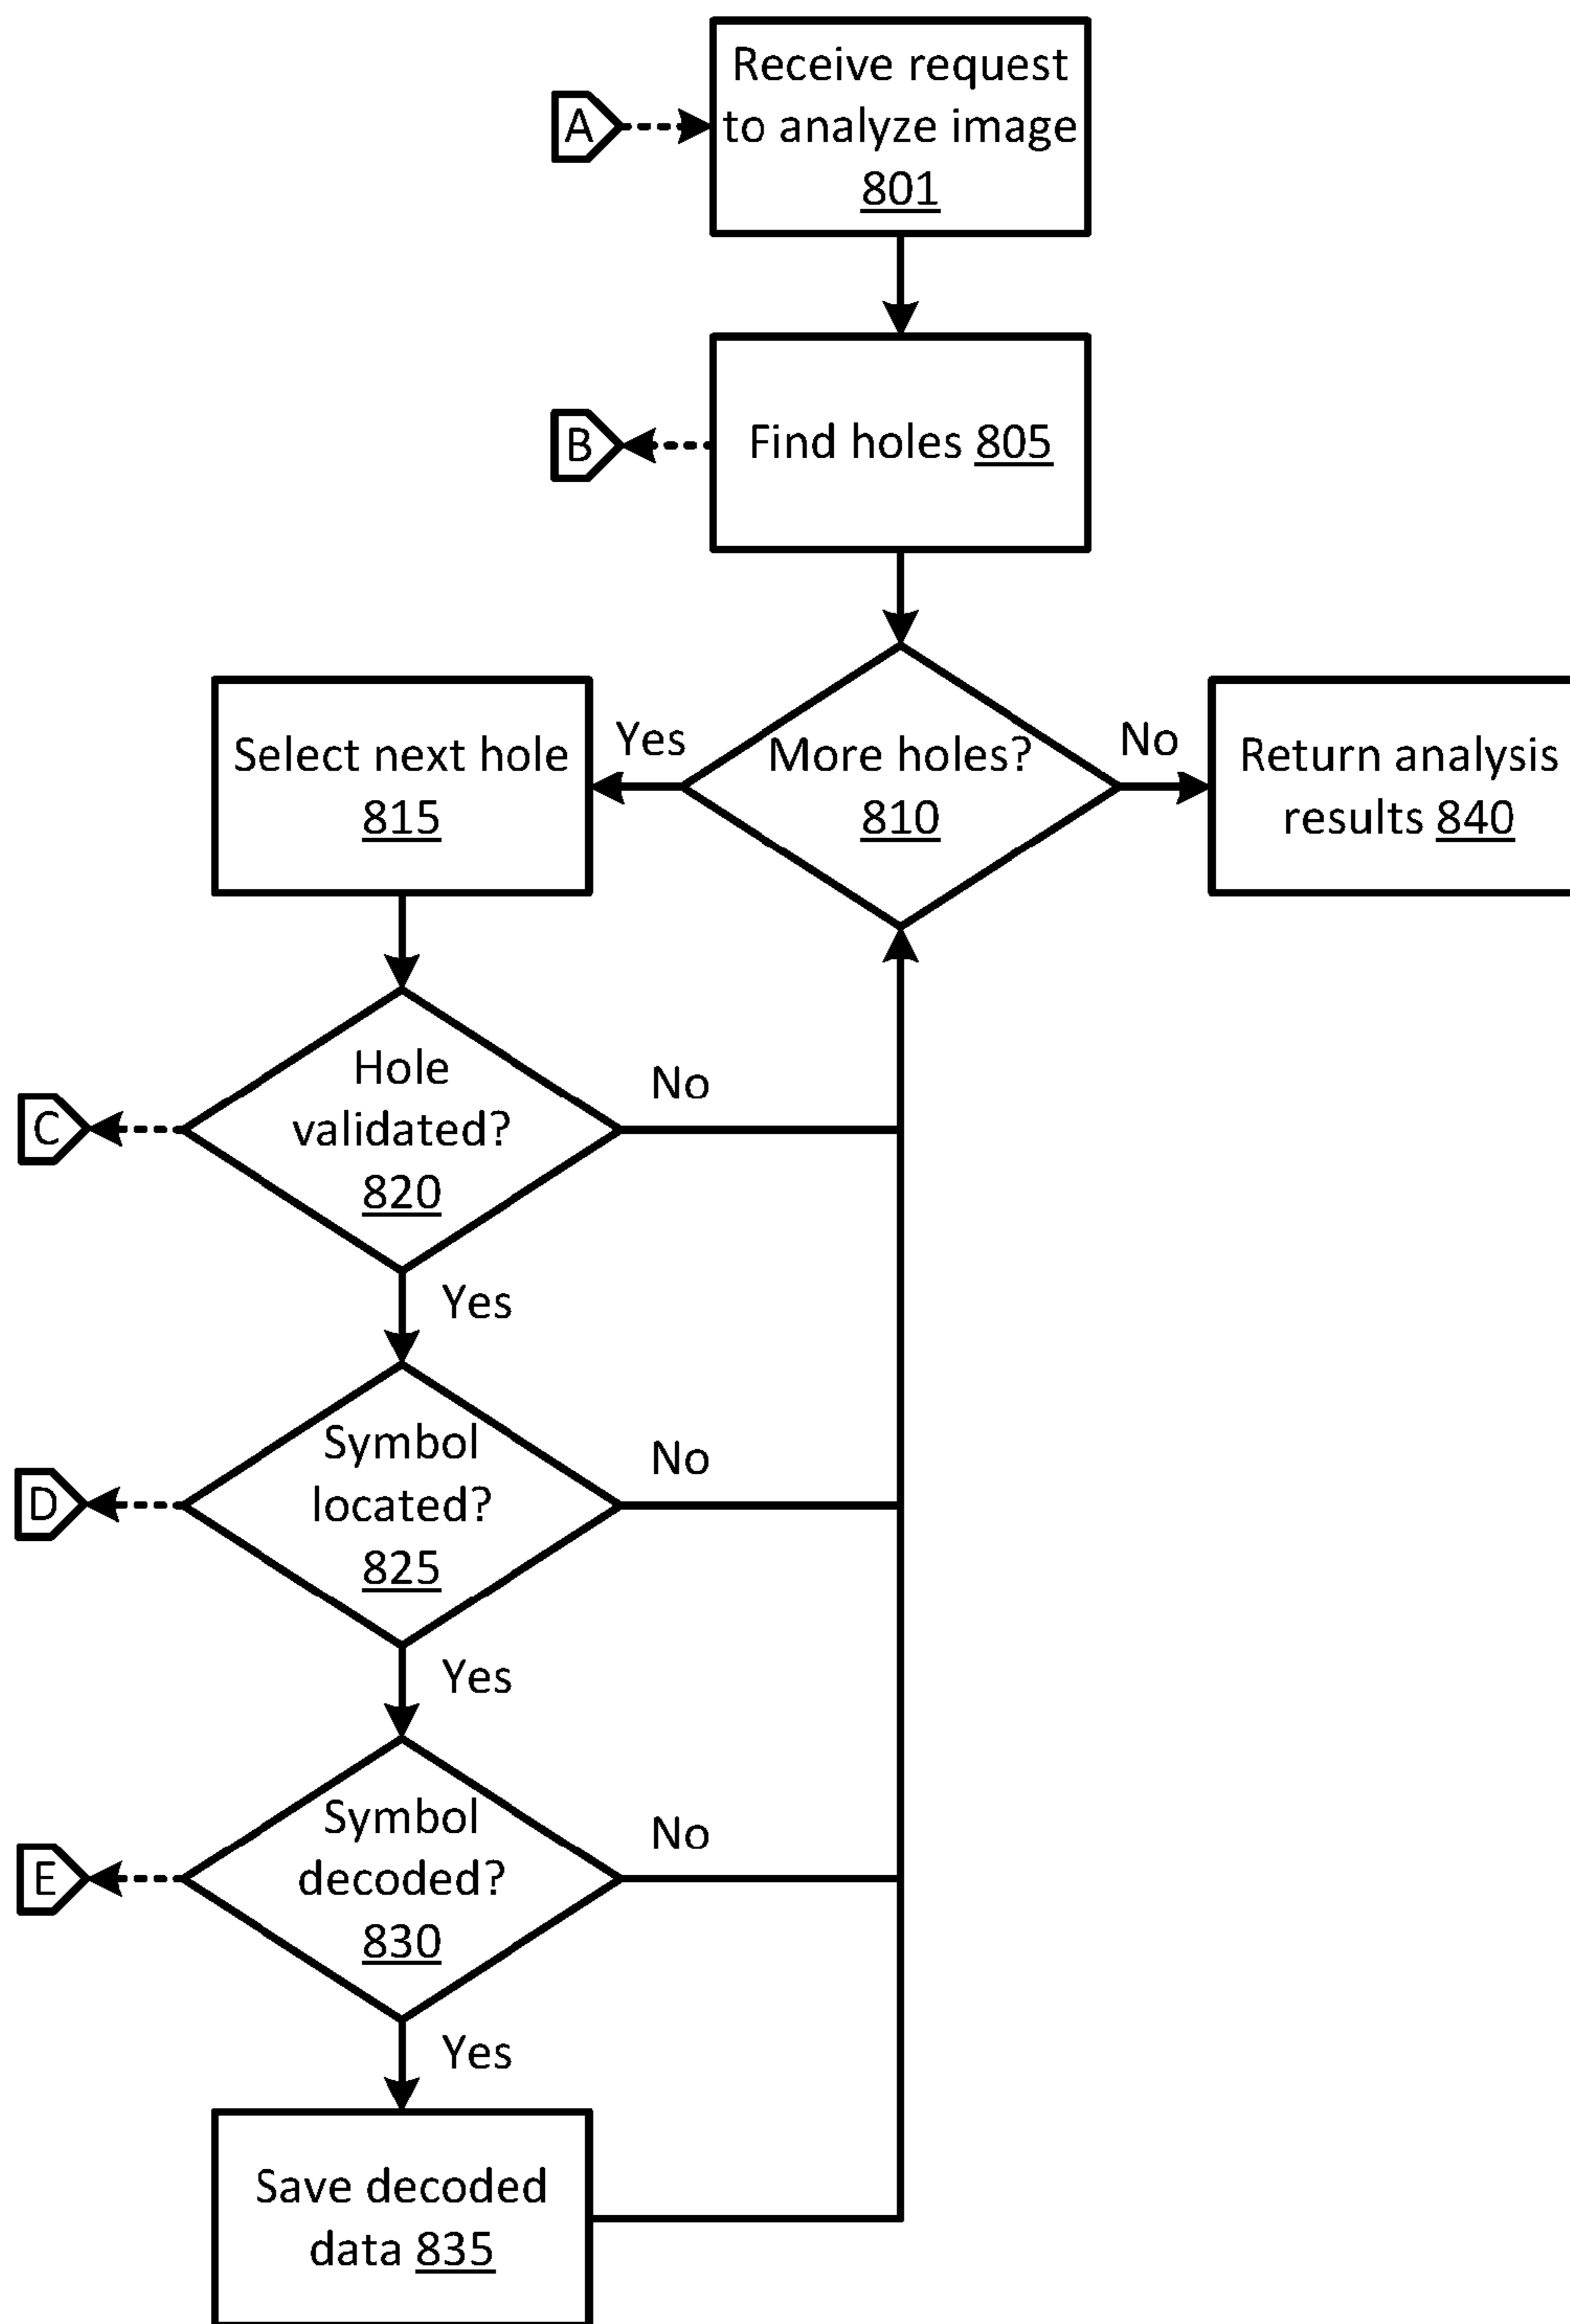 Receive request
A
to analyze image
801
B
Find holes 805
Select next hole
815
Yes
More holes?
810
No
Return analysis
results 840
Hole
validated?
820
No
C
Yes
Symbol
located?
825
No
D
Yes
Symbol
decoded?
830
No
E
Yes
Save decoded
data 835